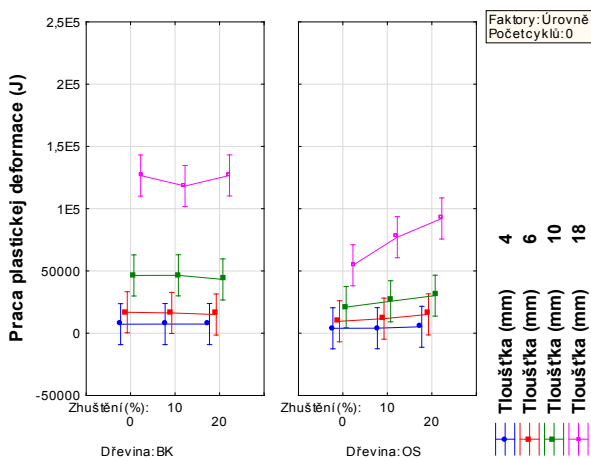 Faktory:Úrovně
Početcyklů:0
Praca plastickej deformace (J)
2,5E5
2E5
1,5E5
1E5
50000
0
-50000
Zhuštění(%): 10
0 20
Dřevina:BK
Zhuštění(%): 10
0 20
Dřevina:OS
Tloušťka (mm) 4
Tloušťka (mm) 6
Tloušťka (mm) 10
Tloušťka (mm) 18